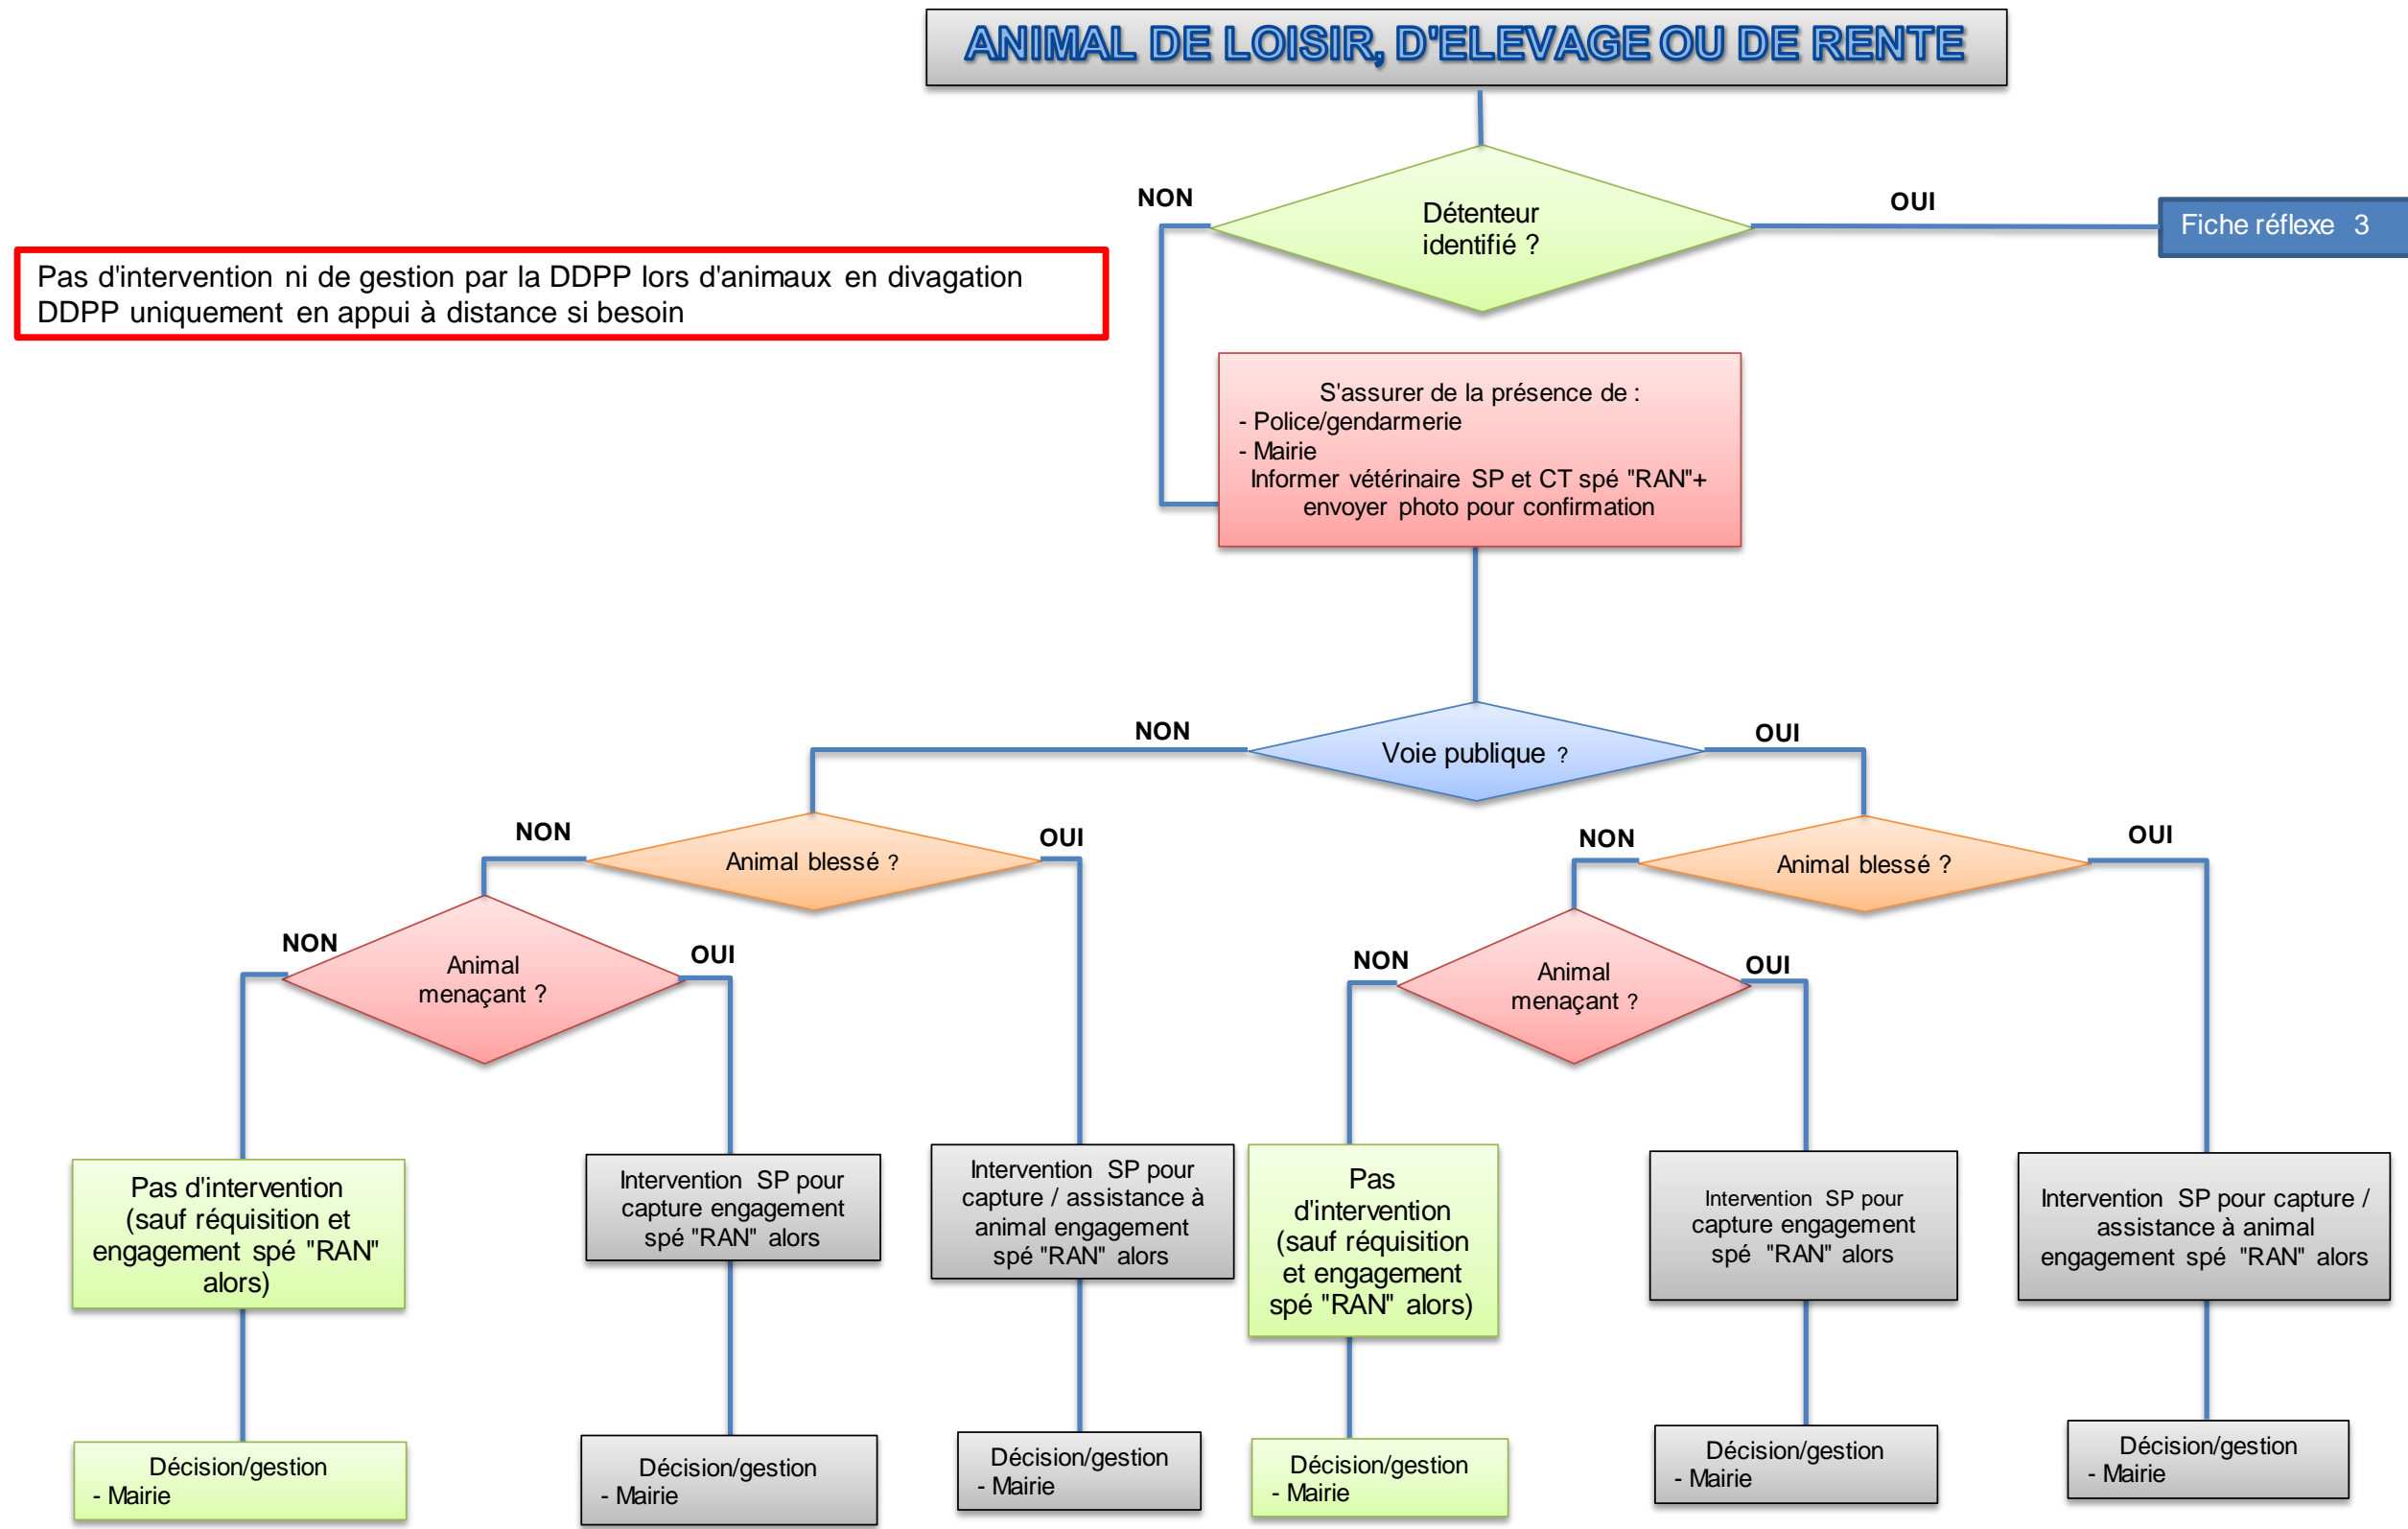 ANIMAL DE LOISIR, D'ELEVAGE OU DE RENTE
NON
OUI
Détenteur
identifié ?
Fiche réflexe 3
Pas d'intervention ni de gestion par la DDPP lors d'animaux en divagation
DDPP uniquement en appui à distance si besoin
S'assurer de la présence de :
- Police/gendarmerie
- Mairie
Informer vétérinaire SP et CT spé "RAN"+
envoyer photo pour confirmation
NON
Voie publique ?
OUI
NON
Animal blessé ?
OUI
NON
Animal blessé ?
OUI
NON
Animal
menaçant ?
OUI
NON
Animal
menaçant ?
OUI
Pas d'intervention
(sauf réquisition et
engagement spé "RAN"
alors)
Intervention SP pour
capture engagement
spé "RAN" alors
Intervention SP pour
capture / assistance à
animal engagement
spé "RAN" alors
Pas
d'intervention
(sauf réquisition
et engagement
spé "RAN" alors)
Intervention SP pour
capture engagement
spé "RAN" alors
Intervention SP pour capture /
assistance à animal
engagement spé "RAN" alors
Décision/gestion
- Mairie
Décision/gestion
- Mairie
Décision/gestion
- Mairie
Décision/gestion
- Mairie
Décision/gestion
- Mairie
Décision/gestion
- Mairie